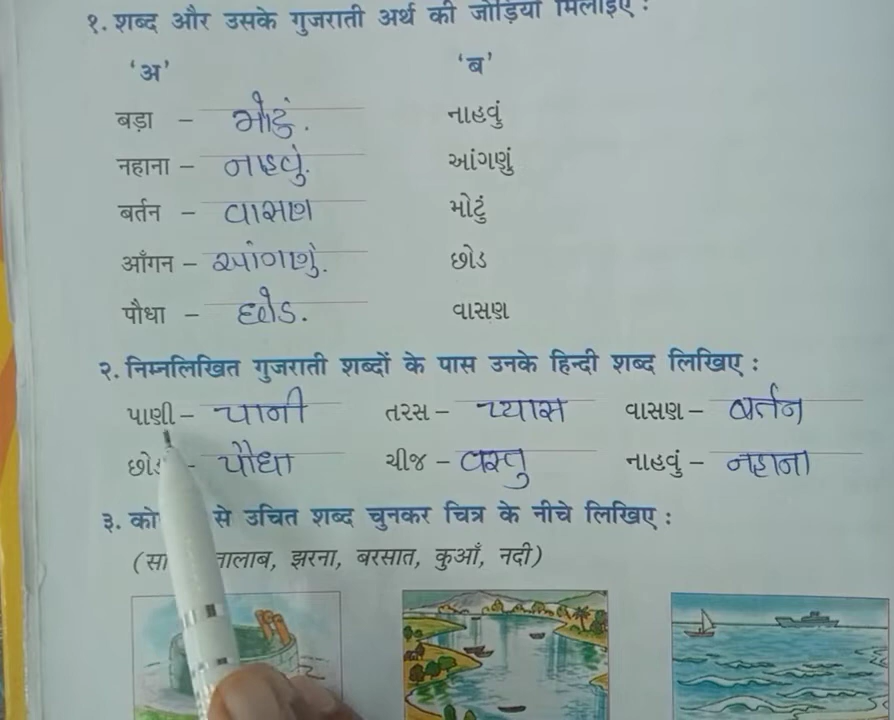 १. शब्द और उसके गुजराती अर्थ की जोड़ियाँ मिलाइए :
'अ' 'ब'
बड़ा - મોટું. નાહવું
नहाना - નાહવું. આંગણું
बर्तन - વાસણ મોટું
आँगन - આંગણું. છોડ
पौधा - છોડ. વાસણ
२. निम्नलिखित गुजराती शब्दों के पास उनके हिन्दी शब्द लिखिए :
પાણી - पानी તરસ - प्यास વાસણ - बर्तन
છોડ - पौधा ચીજ - वस्तु નાહવું - नहाना
३. से उचित शब्द चुनकर चित्र के नीचे लिखिए :
तालाब, झरना, बरसात, कुआँ, नदी)